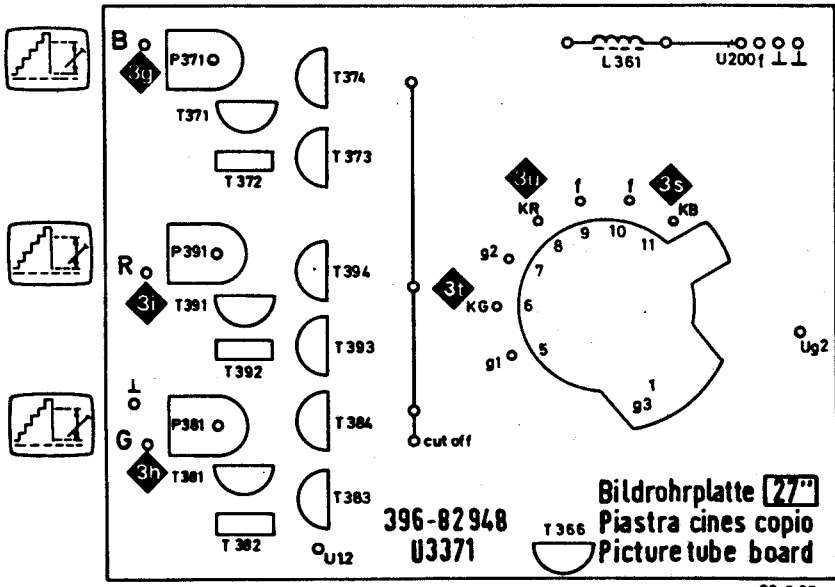 B
3g
P371
T371
T372
T374
T373
L361
U200 f ⊥ ⊥
3u
KR
f
f
3s
KB
R
3i
P391
T391
T392
T394
T393
g2
3t
KG
g1
5
6
7
8
9
10
11
1
g3
Ug2
⊥
G
3h
P381
T381
T382
T384
T383
cut off
U12
396-82948
U3371
T366
Bildrohrplatte 27"
Piastra cines copio
Picture tube board